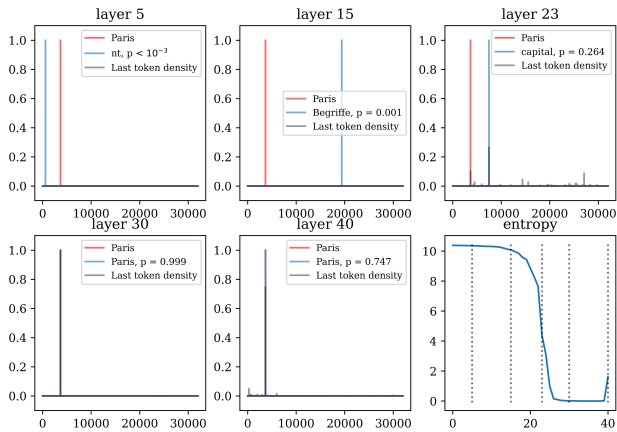 layer 5
layer 15
layer 23
1.0
0.8
0.6
0.4
0.2
0.0
Paris
nt, p < 10⁻³
Last token density
0 10000 20000 30000
1.0
0.8
0.6
0.4
0.2
0.0
Paris
Begriffe, p = 0.001
Last token density
0 10000 20000 30000
1.0
0.8
0.6
0.4
0.2
0.0
Paris
capital, p = 0.264
Last token density
0 10000 20000 30000
layer 30
layer 40
entropy
1.0
0.8
0.6
0.4
0.2
0.0
Paris
Paris, p = 0.999
Last token density
0 10000 20000 30000
1.0
0.8
0.6
0.4
0.2
0.0
Paris
Paris, p = 0.747
Last token density
0 10000 20000 30000
10
8
6
4
2
0
0 20 40